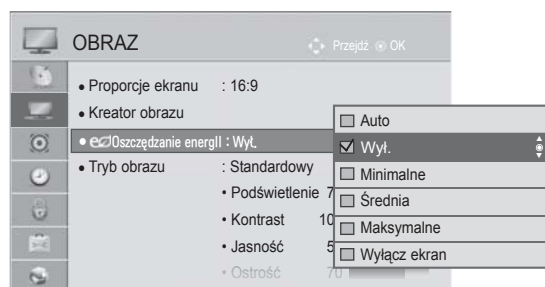 OBRAZ
Przejdź OK
• Proporcje ekranu : 16:9
• Kreator obrazu
• Oszczędzanie energII : Wył.
• Tryb obrazu : Standardowy
• Podświetlenie 7
• Kontrast 10
• Jasność 5
• Ostrość 70
Auto
Wył.
Minimalne
Średnia
Maksymalne
Wyłącz ekran